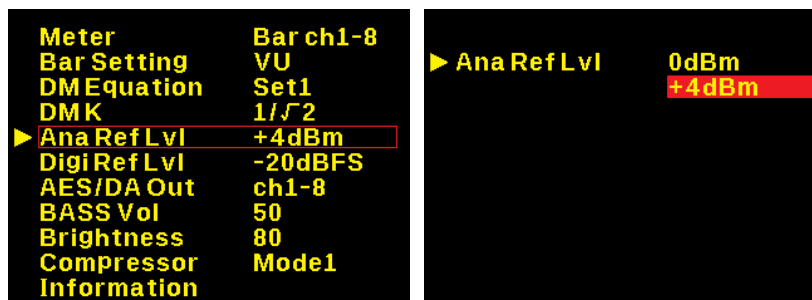 Meter Bar ch1-8
Bar Setting VU
DM Equation Set1
DM K 1/√2
Ana Ref Lvl +4dBm
Digi Ref Lvl -20dBFS
AES/DA Out ch1-8
BASS Vol 50
Brightness 80
Compressor Mode1
Information
Ana Ref Lvl 0dBm
+4dBm